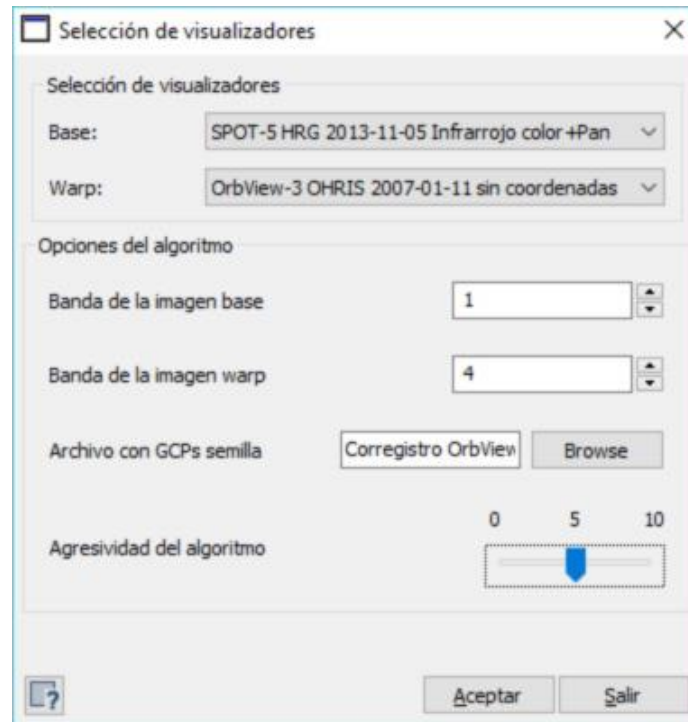 Selección de visualizadores
Selección de visualizadores
Base: SPOT-5 HRG 2013-11-05 Infrarrojo color +Pan
Warp: OrbView-3 OHRIS 2007-01-11 sin coordenadas
Opciones del algoritmo
Banda de la imagen base 1
Banda de la imagen warp 4
Archivo con GCPs semilla Corregistro OrbView Browse
0 5 10
Agresividad del algoritmo
? Aceptar Salir